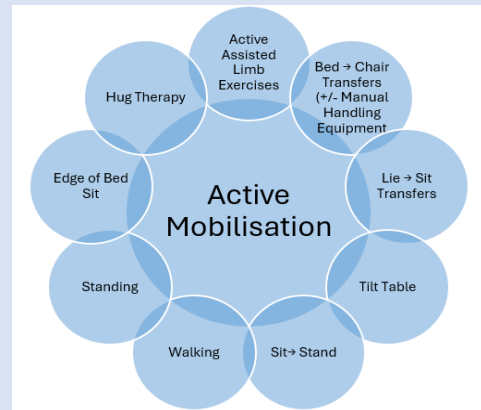 Active
Assisted
Limb
Exercises
Bed → Chair
Transfers
(+/- Manual
Handling
Equipment
Lie → Sit
Transfers
Tilt Table
Sit→ Stand
Walking
Standing
Edge of Bed
Sit
Hug Therapy
Active
Mobilisation